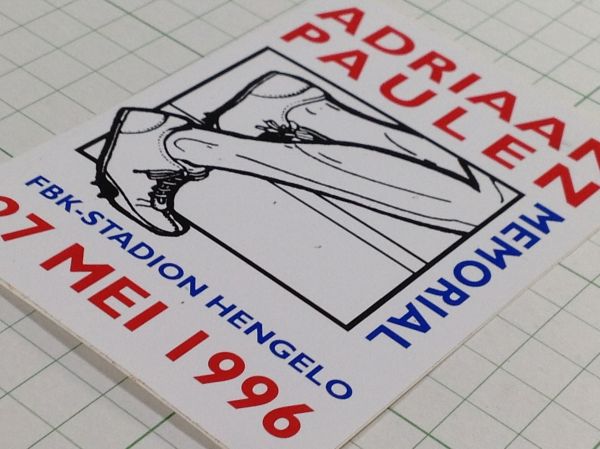 ADRIAAN
PAULEN
MEMORIAL
FBK-STADION HENGELO
27 MEI 1996